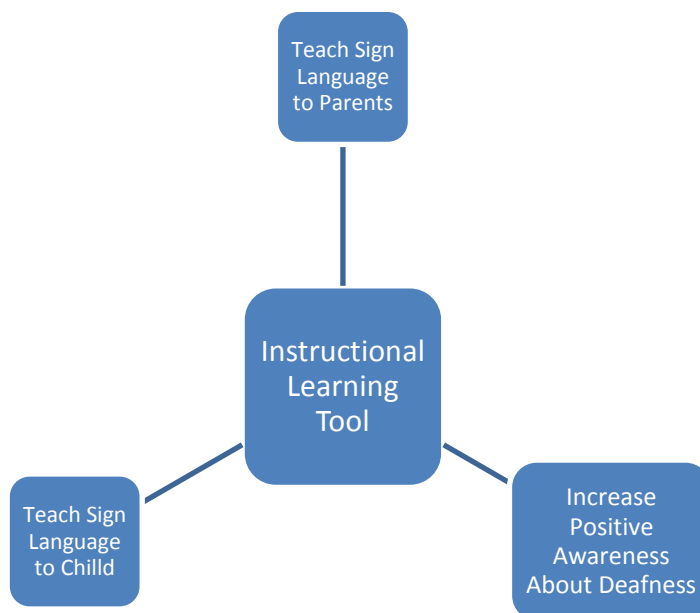 Teach Sign
Language
to Parents
Instructional
Learning
Tool
Teach Sign
Language
to Chilld
Increase
Positive
Awareness
About Deafness